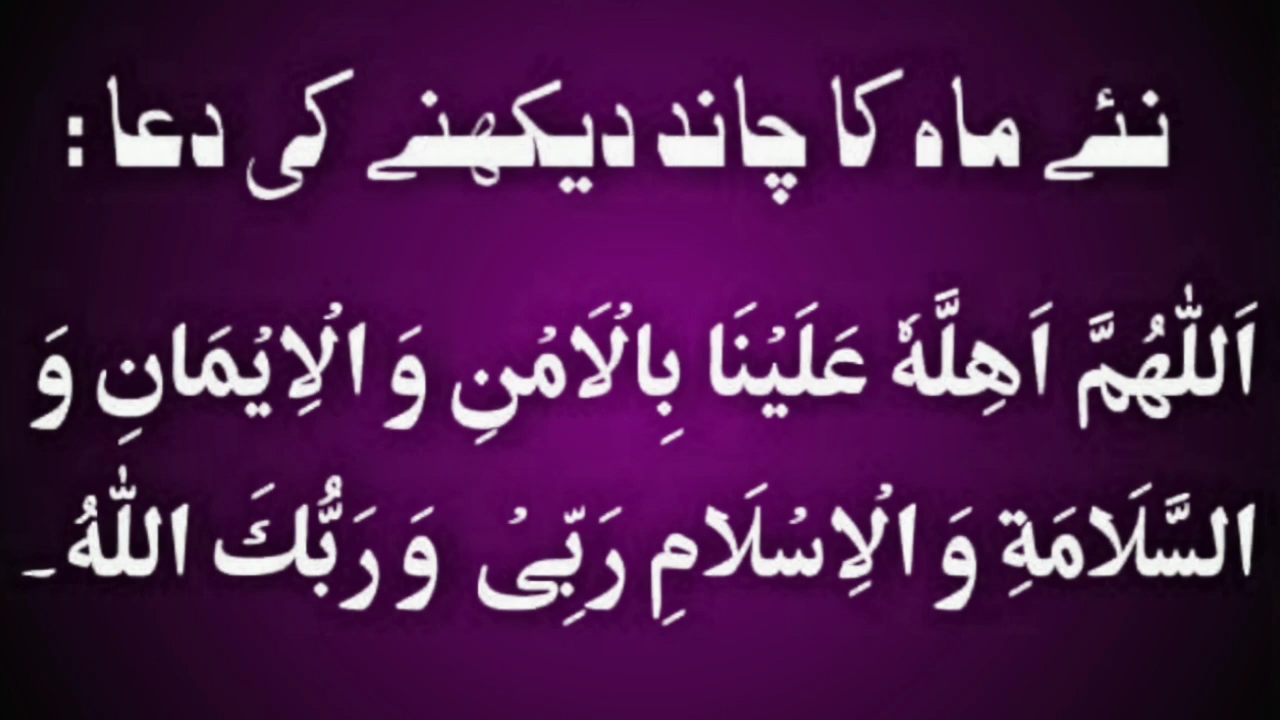 نئے ماہ کا چاند دیکھنے کی دعا :
اَللّٰهُمَّ اَهِلَّهٗ عَلَيْنَا بِالْاَمْنِ وَ الْاِيْمَانِ وَ
السَّلَامَةِ وَ الْاِسْلَامِ رَبِّىْ وَ رَبُّكَ اللّٰهُ۔